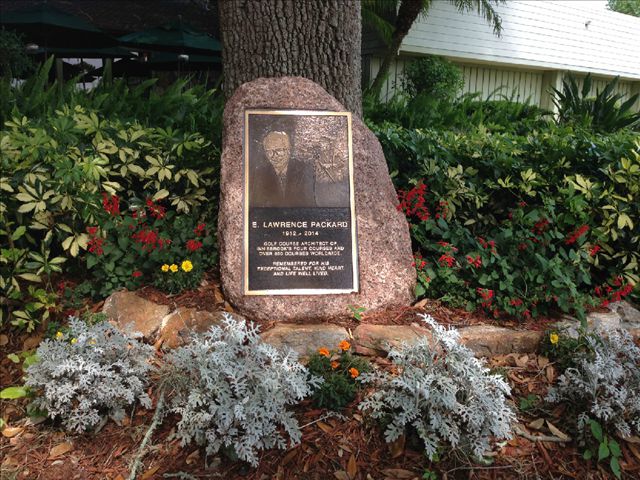 E. LAWRENCE PACKARD
1912 - 2014
GOLF COURSE ARCHITECT OF
INNISBROOK'S FOUR COURSES AND
OVER 600 COURSES WORLDWIDE.
REMEMBERED FOR HIS
EXCEPTIONAL TALENT, KIND HEART,
AND LIFE WELL LIVED.